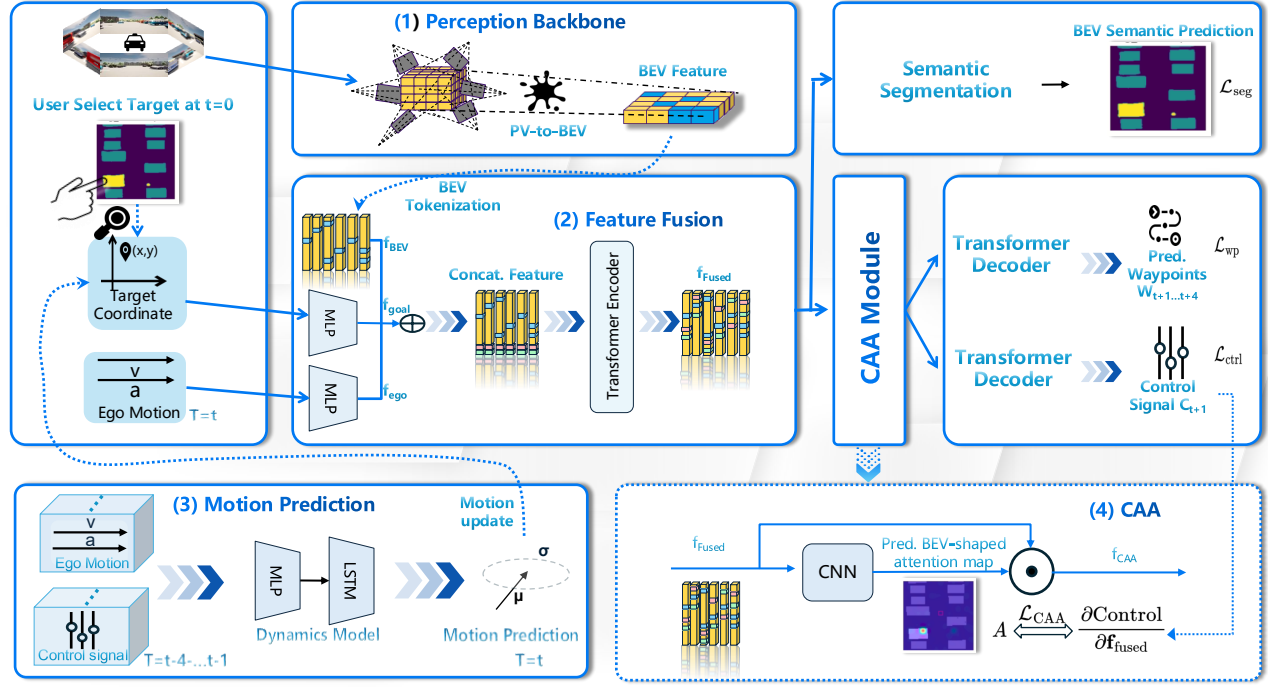 User Select Target at t=0
(x,y)
Target
Coordinate
v
a
Ego Motion
T=t
(1) Perception Backbone
PV-to-BEV
BEV Feature
Semantic
Segmentation
BEV Semantic Prediction
ℒseg
BEV
Tokenization
(2) Feature Fusion
fBEV
fgoal
fego
MLP
MLP
Concat. Feature
Transformer Encoder
fFused
CAA Module
Transformer
Decoder
Pred.
Waypoints
Wt+1...t+4
ℒwp
Transformer
Decoder
Control
Signal Ct+1
ℒctrl
(3) Motion Prediction
v
a
Ego Motion
Control signal
T=t-4-...t-1
MLP
LSTM
Dynamics Model
Motion
update
σ
μ
Motion Prediction
T=t
(4) CAA
fFused
CNN
Pred. BEV-shaped
attention map
fCAA
A ℒCAA ∂Control
∂ffused